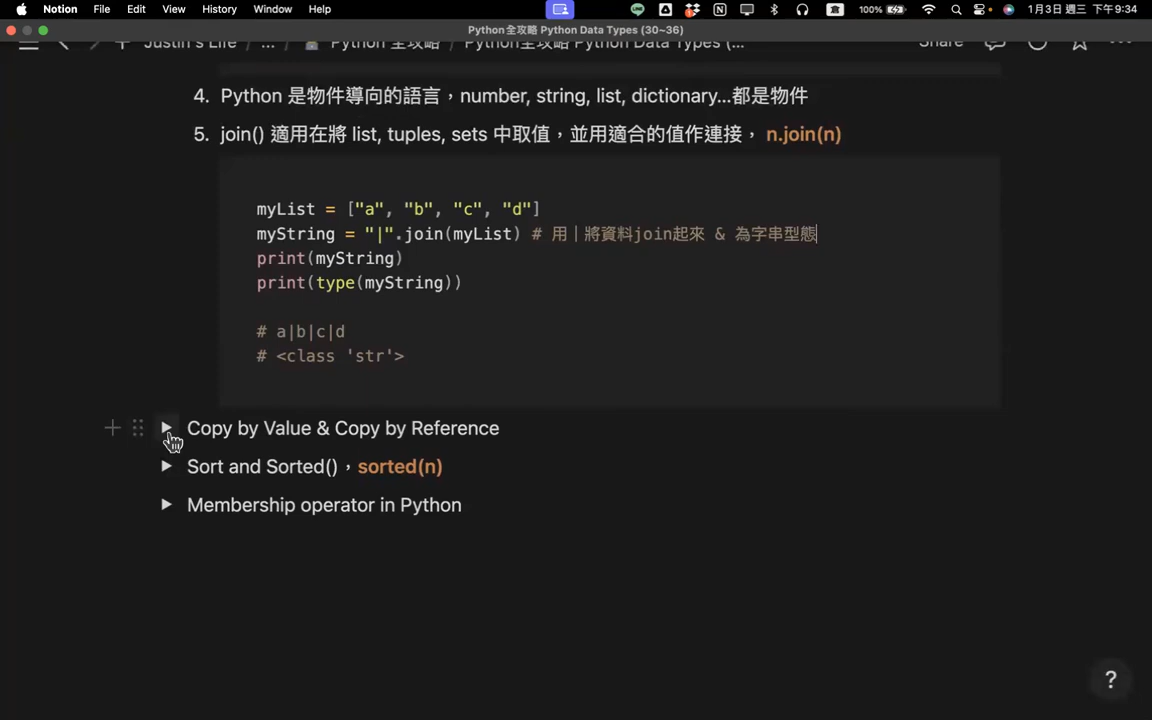 Notion File Edit View History Window Help 100% 1月3日 週三 下午9:34
Python全攻略 Python Data Types (30~36)
Justin's Life / ... / Python 全攻略 / Python全攻略 Python Data Types (... Share
4. Python 是物件導向的語言，number, string, list, dictionary...都是物件
5. join() 適用在將 list, tuples, sets 中取值，並用適合的值作連接， n.join(n)
myList = ["a", "b", "c", "d"]
myString = "|".join(myList) # 用｜將資料join起來 & 為字串型態
print(myString)
print(type(myString))
# a|b|c|d
# <class 'str'>
Copy by Value & Copy by Reference
Sort and Sorted()，sorted(n)
Membership operator in Python
?